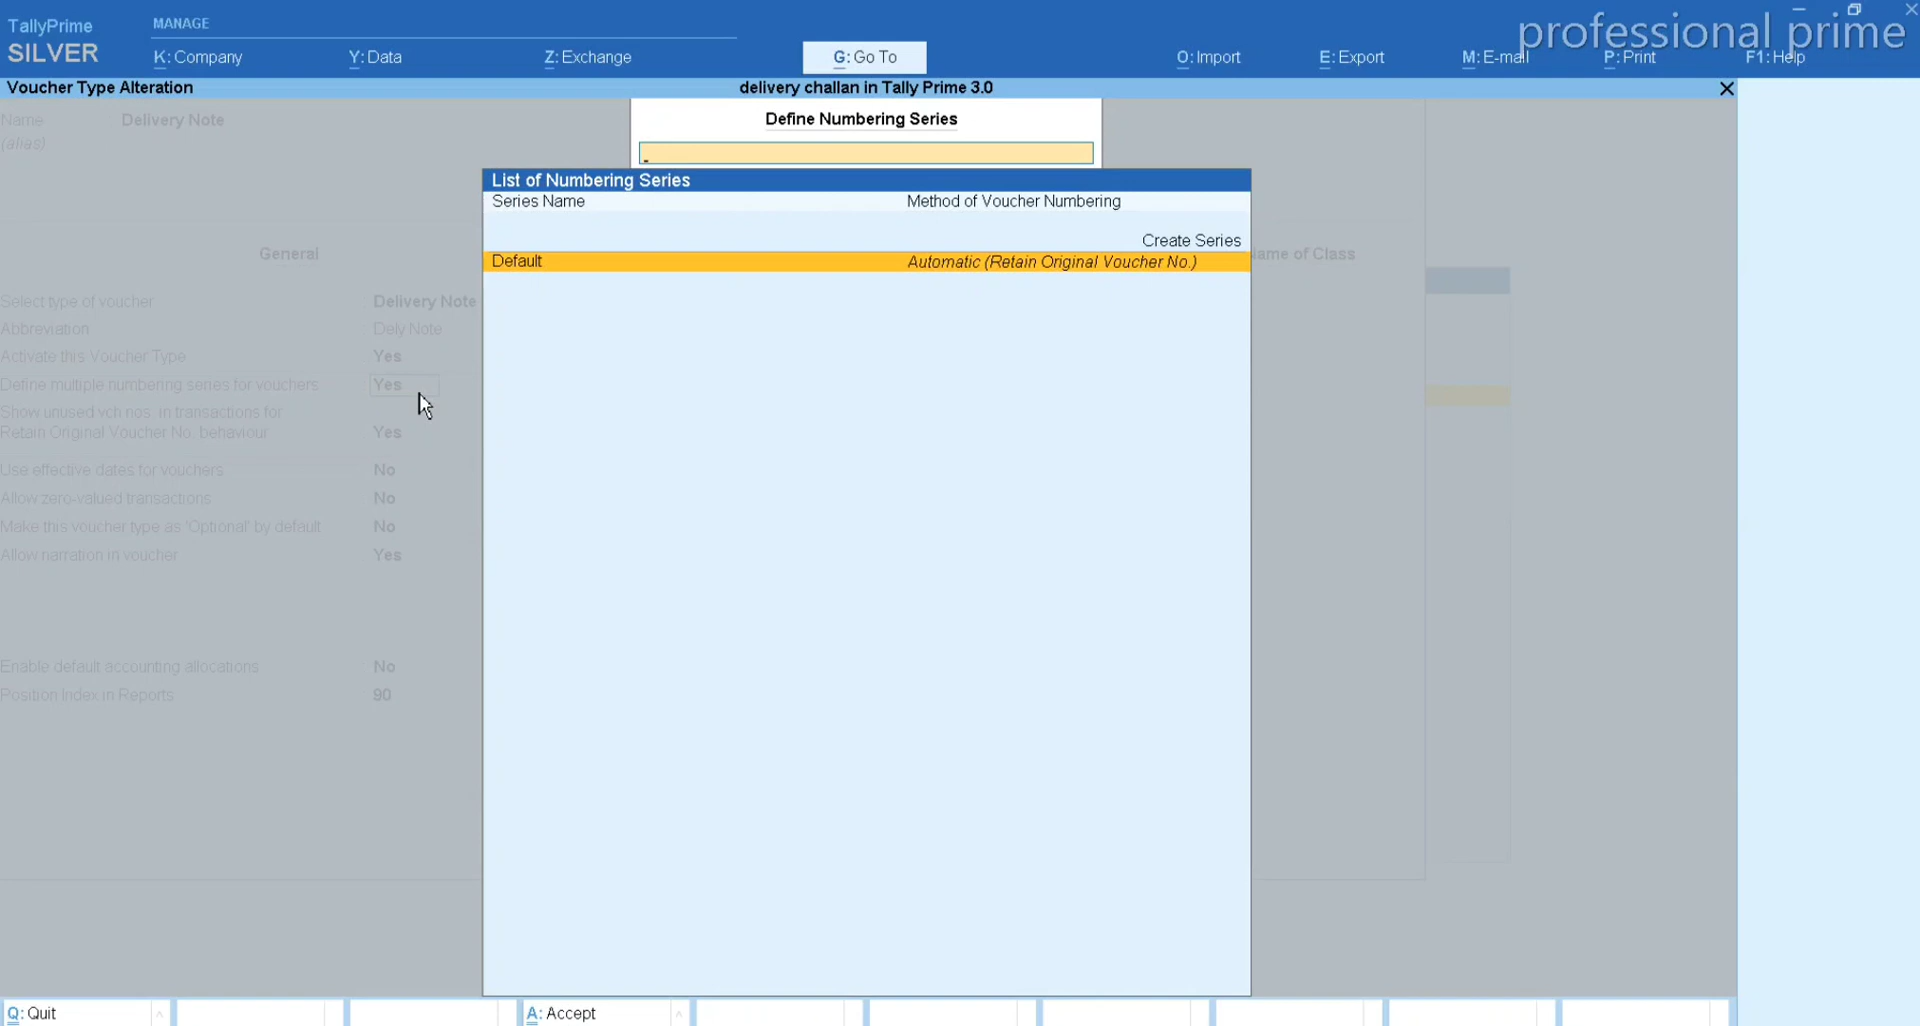 TallyPrime
SILVER
MANAGE
K: Company
Y: Data
Z: Exchange
G: Go To
O: Import
E: Export
M: E-mail
P: Print
F1: Help
professional prime
Voucher Type Alteration
delivery challan in Tally Prime 3.0
Name Delivery Note
(alias)
Define Numbering Series
List of Numbering Series
Series Name Method of Voucher Numbering
Create Series
Default Automatic (Retain Original Voucher No.)
General
Name of Class
Select type of voucher Delivery Note
Abbreviation Dely Note
Activate this Voucher Type Yes
Define multiple numbering series for vouchers Yes
Show unused vch nos. in transactions for
Retain Original Voucher No. behaviour Yes
Use effective dates for vouchers No
Allow zero-valued transactions No
Make this voucher type as 'Optional' by default No
Allow narration in voucher Yes
Enable default accounting allocations No
Position Index in Reports 90
Q: Quit
A: Accept